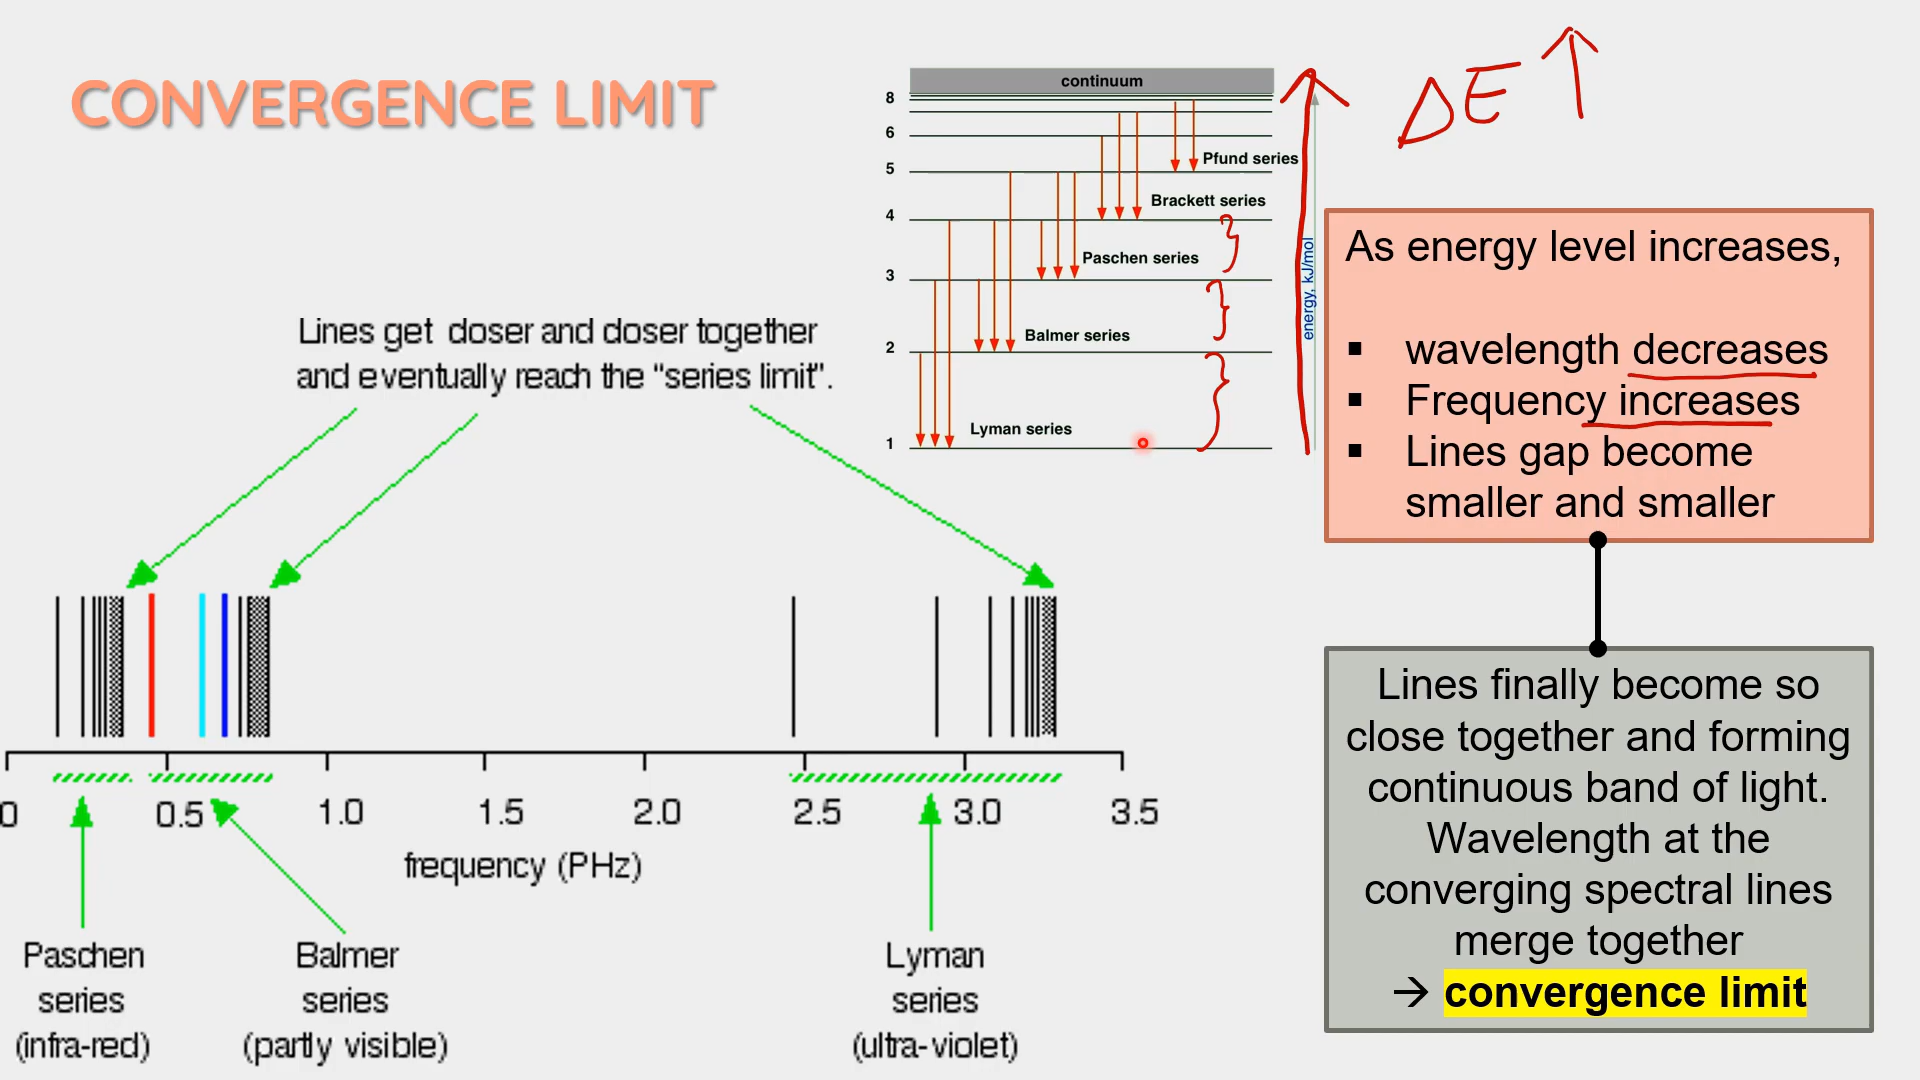 CONVERGENCE LIMIT
continuum
8
6
5
4
3
2
1
Pfund series
Brackett series
Paschen series
Balmer series
Lyman series
energy, kJ/mol
ΔE ↑
As energy level increases,
▪ wavelength decreases
▪ Frequency increases
▪ Lines gap become
smaller and smaller
Lines get closer and closer together
and eventually reach the "series limit".
0 0.5 1.0 1.5 2.0 2.5 3.0 3.5
frequency (PHz)
Paschen
series
(infra-red)
Balmer
series
(partly visible)
Lyman
series
(ultra-violet)
Lines finally become so
close together and forming
continuous band of light.
Wavelength at the
converging spectral lines
merge together
→ convergence limit